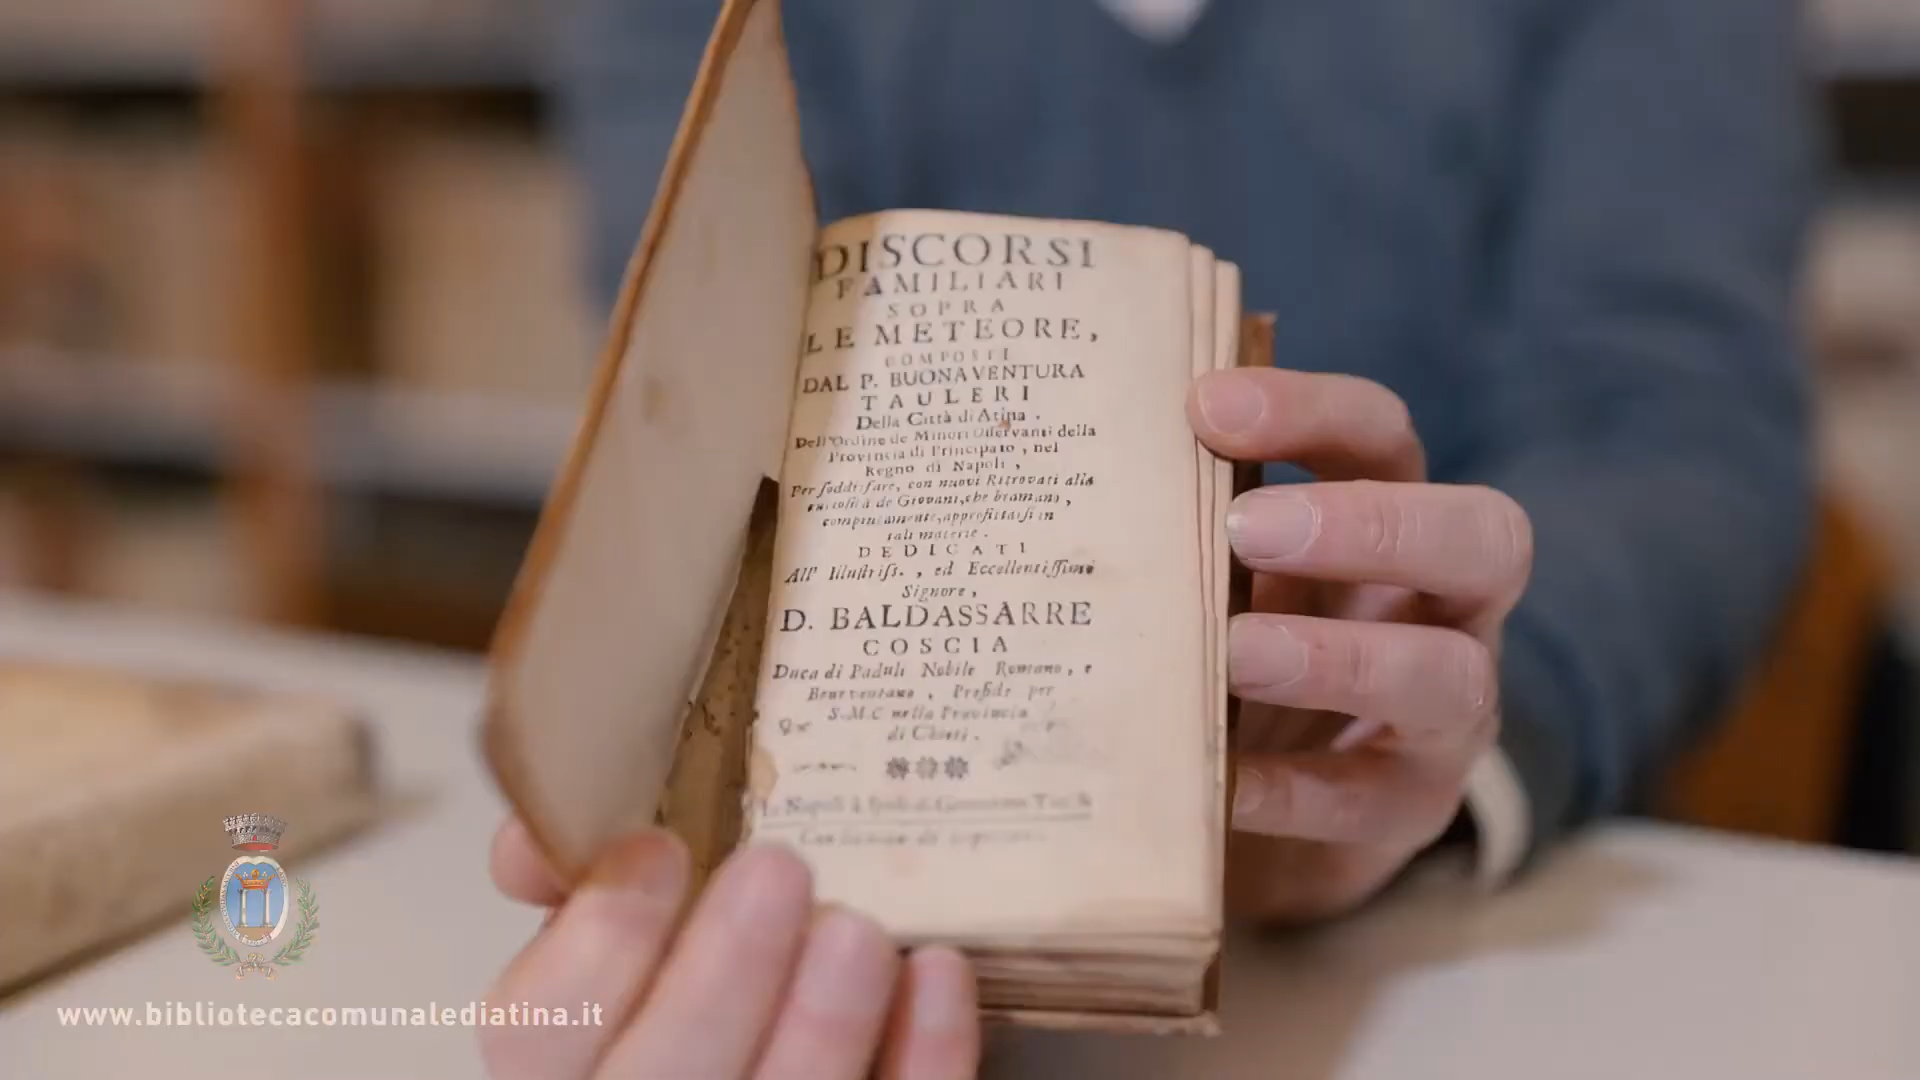 DISCORSI
FAMILIARI
SOPRA
LE METEORE,
COMPOSTI
DAL P. BUONAVENTURA
TAULERI
Della Città di Atina.
Dell'Ordine de Minori Osservanti della
Provincia di Principato, nel
Regno di Napoli,
Per soddisfare, con nuovi Ritrovati alla
curiosità de Giovani, che bramano,
compiutamente, approfittarsi in
tali materie.
DEDICATI
All' Illustriss., ed Eccellentissimo
Signore,
D. BALDASSARRE
COSCIA
Duca di Paduli Nobile Romano, e
Beneventano, Preside per
S.M.C nella Provincia
di Chieti.
In Napoli
www.bibliotecacomunalediatina.it